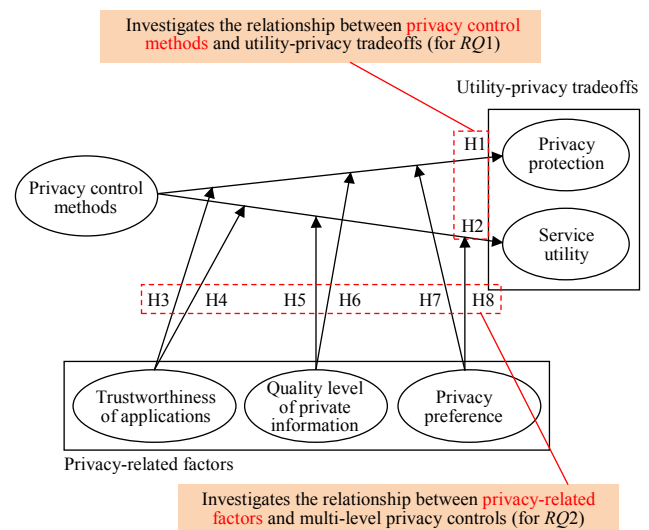 Investigates the relationship between privacy control
methods and utility-privacy tradeoffs (for RQ1)
Utility-privacy tradeoffs
H1
Privacy
protection
Privacy control
methods
H2
Service
utility
H3 H4 H5 H6 H7 H8
Trustworthiness
of applications
Quality level
of private
information
Privacy
preference
Privacy-related factors
Investigates the relationship between privacy-related
factors and multi-level privacy controls (for RQ2)